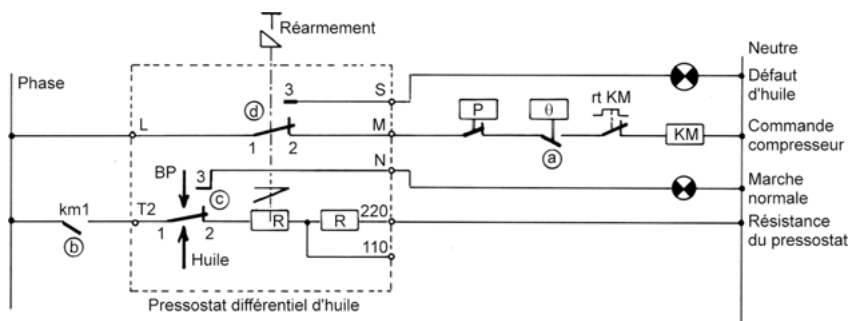 Réarmement
Neutre
Phase
3
S
Défaut
d'huile
d
P
θ
rt KM
L
1
2
M
a
KM
Commande
compresseur
BP
3
N
c
Marche
normale
km1
T2
1
2
R
R
220
Résistance
du pressostat
b
Huile
110
Pressostat différentiel d'huile